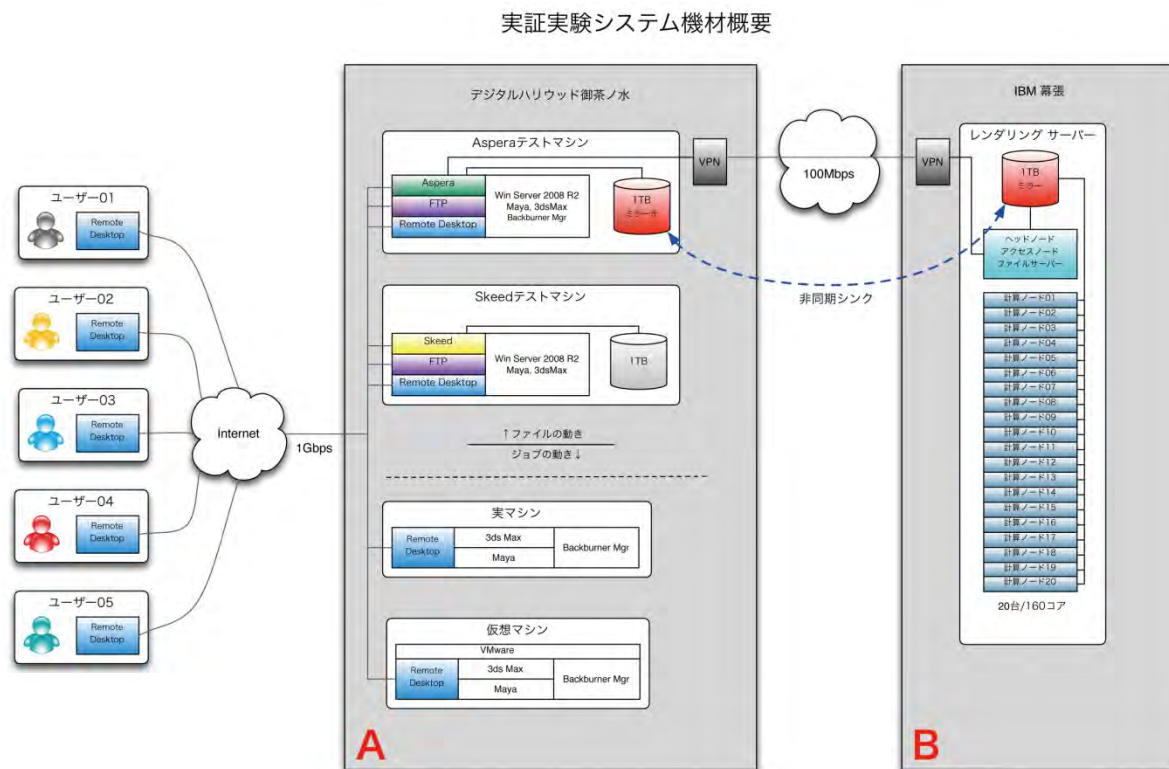 実証実験システム機材概要
ユーザー01
Remote
Desktop
ユーザー02
Remote
Desktop
ユーザー03
Remote
Desktop
ユーザー04
Remote
Desktop
ユーザー05
Remote
Desktop
Internet
1Gbps
デジタルハリウッド御茶ノ水
Asperaテストマシン
Aspera
FTP
Remote Desktop
Win Server 2008 R2
Maya, 3dsMax
Backburner Mgr
1TB
VPN
Skeedテストマシン
Skeed
FTP
Remote Desktop
Win Server 2008 R2
Maya, 3dsMax
1TB
↑ファイルの動き
ジョブの動き↓
実マシン
Remote
Desktop
3ds Max
Maya
Backburner Mgr
仮想マシン
VMware
Remote
Desktop
3ds Max
Maya
Backburner Mgr
A
100Mbps
非同期シンク
IBM 幕張
VPN
レンダリング サーバー
1TB
ミラー
ヘッドノード
アクセスノード
ファイルサーバー
計算ノード01
計算ノード02
計算ノード03
計算ノード04
計算ノード05
計算ノード06
計算ノード07
計算ノード08
計算ノード09
計算ノード10
計算ノード11
計算ノード12
計算ノード13
計算ノード14
計算ノード15
計算ノード16
計算ノード17
計算ノード18
計算ノード19
計算ノード20
20台/160コア
B